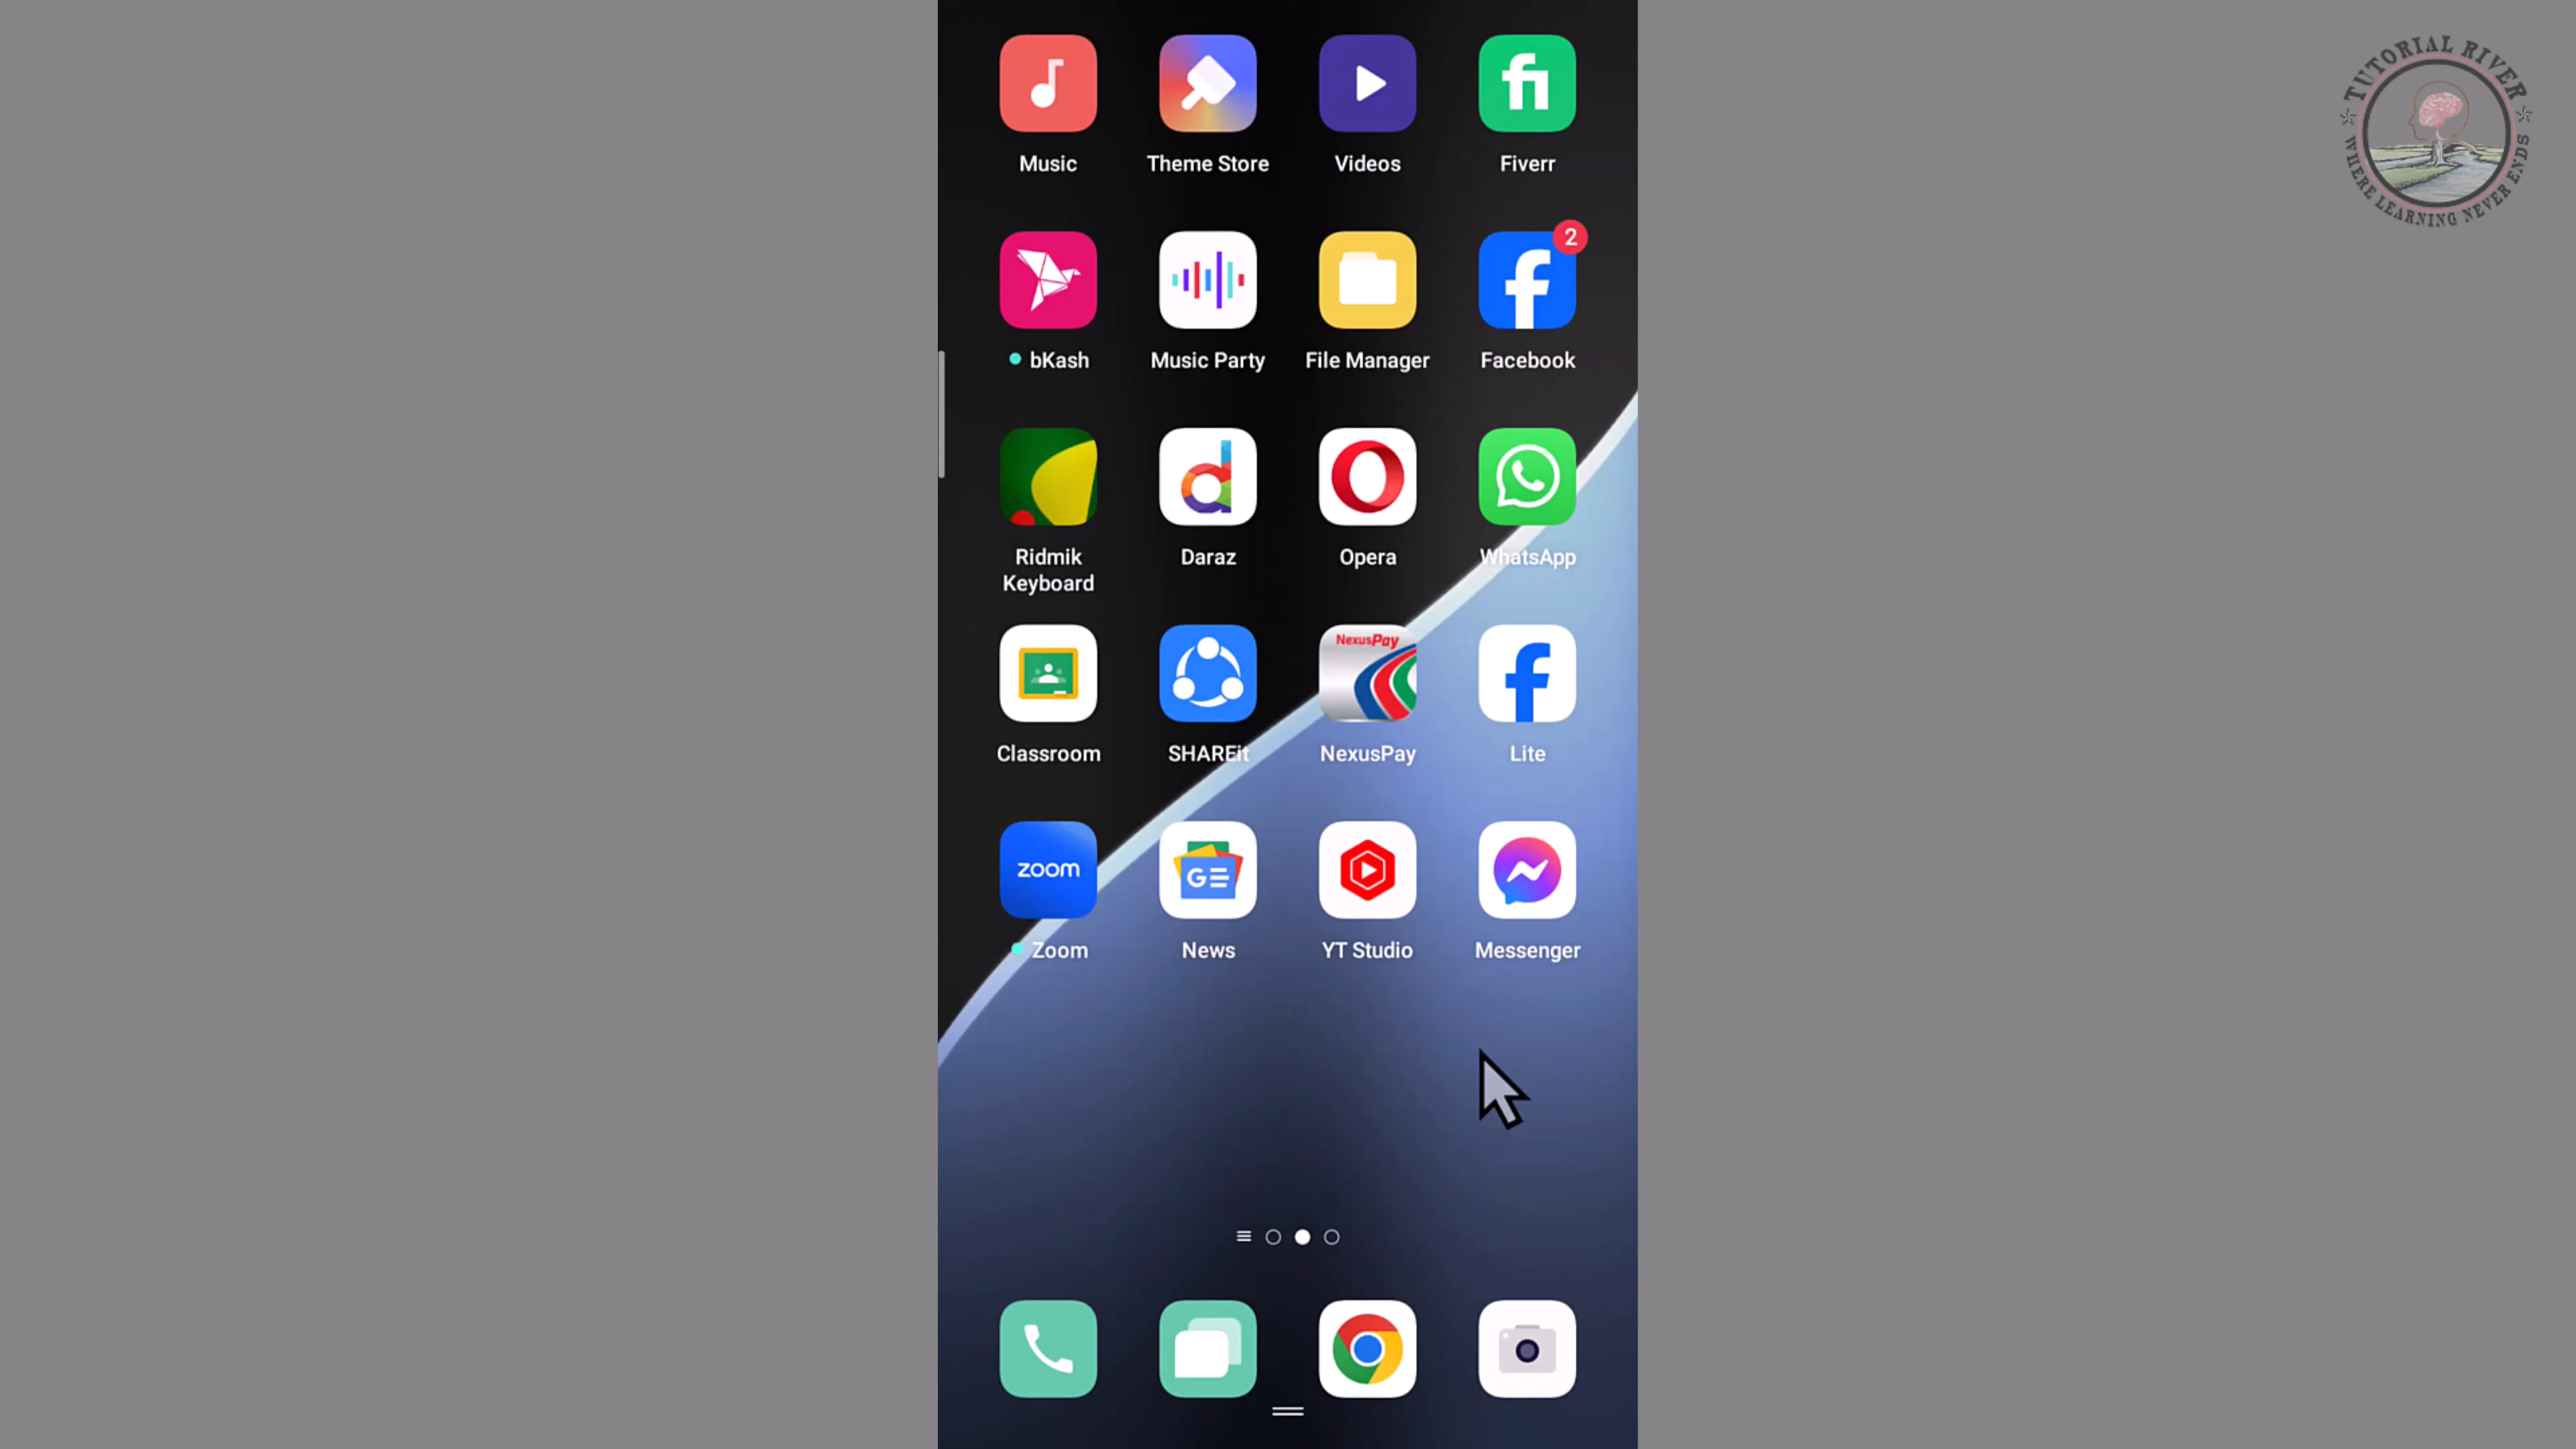 TUTORIAL RIVER
WHERE LEARNING NEVER ENDS
Music
Theme Store
Videos
Fiverr
2
bKash
Music Party
File Manager
Facebook
Ridmik
Keyboard
Daraz
Opera
WhatsApp
NexusPay
Classroom
SHAREit
NexusPay
Lite
zoom
GE
Zoom
News
YT Studio
Messenger